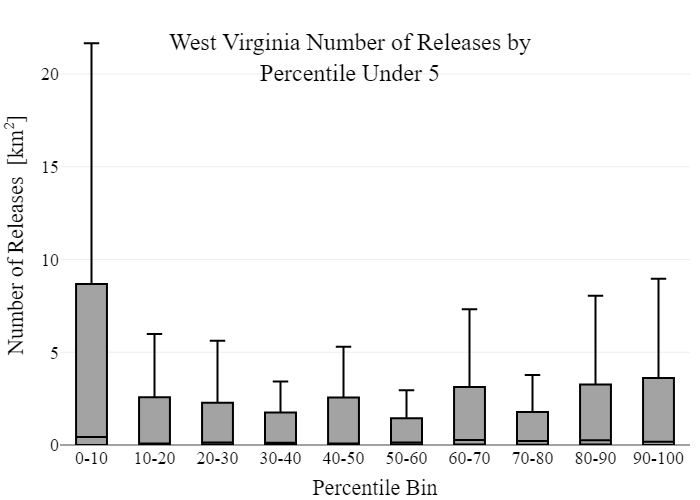 West Virginia Number of Releases by
Percentile Under 5
Number of Releases [km²]
20
15
10
5
0
0-10 10-20 20-30 30-40 40-50 50-60 60-70 70-80 80-90 90-100
Percentile Bin